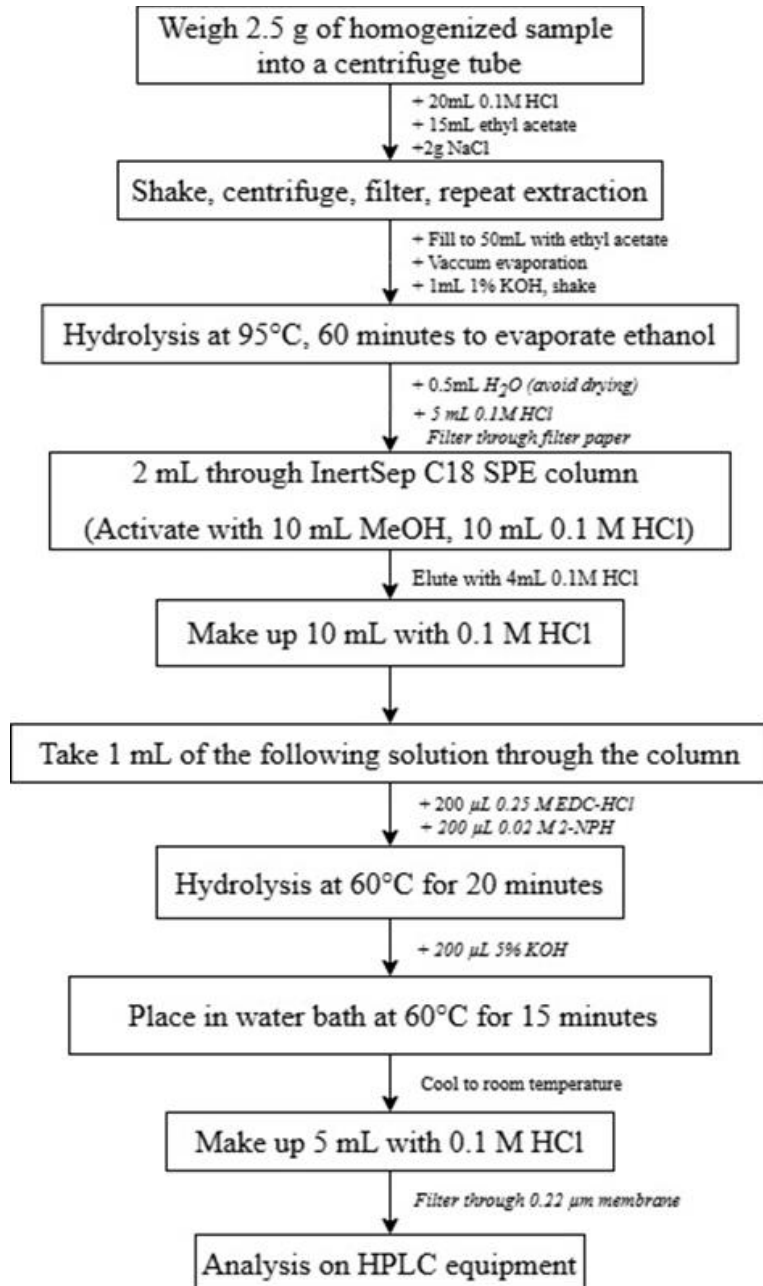 Weigh 2.5 g of homogenized sample
into a centrifuge tube
+ 20mL 0.1M HCl
+ 15mL ethyl acetate
+2g NaCl
Shake, centrifuge, filter, repeat extraction
+ Fill to 50mL with ethyl acetate
+ Vaccum evaporation
+ 1mL 1% KOH, shake
Hydrolysis at 95°C, 60 minutes to evaporate ethanol
+ 0.5mL H₂O (avoid drying)
+ 5 mL 0.1M HCl
Filter through filter paper
2 mL through InertSep C18 SPE column
(Activate with 10 mL MeOH, 10 mL 0.1 M HCl)
Elute with 4mL 0.1M HCl
Make up 10 mL with 0.1 M HCl
Take 1 mL of the following solution through the column
+ 200 µL 0.25 M EDC-HCl
+ 200 µL 0.02 M 2-NPH
Hydrolysis at 60°C for 20 minutes
+ 200 µL 5% KOH
Place in water bath at 60°C for 15 minutes
Cool to room temperature
Make up 5 mL with 0.1 M HCl
Filter through 0.22 µm membrane
Analysis on HPLC equipment